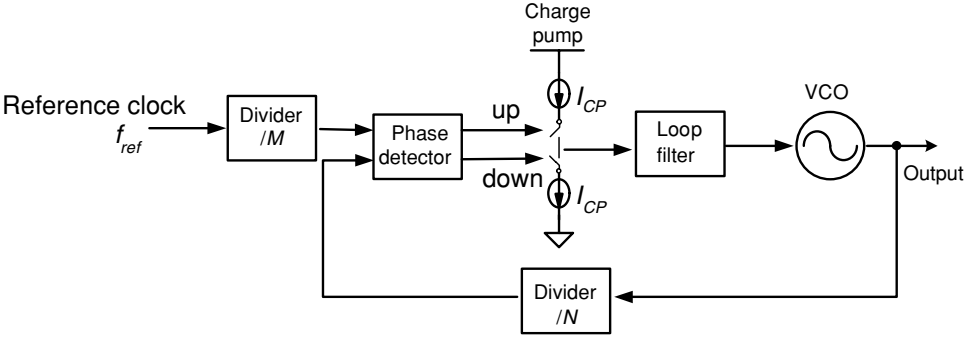 Charge
pump
I_CP
Reference clock
f_ref
Divider
/M
Phase
detector
up
down
I_CP
Loop
filter
VCO
Output
Divider
/N